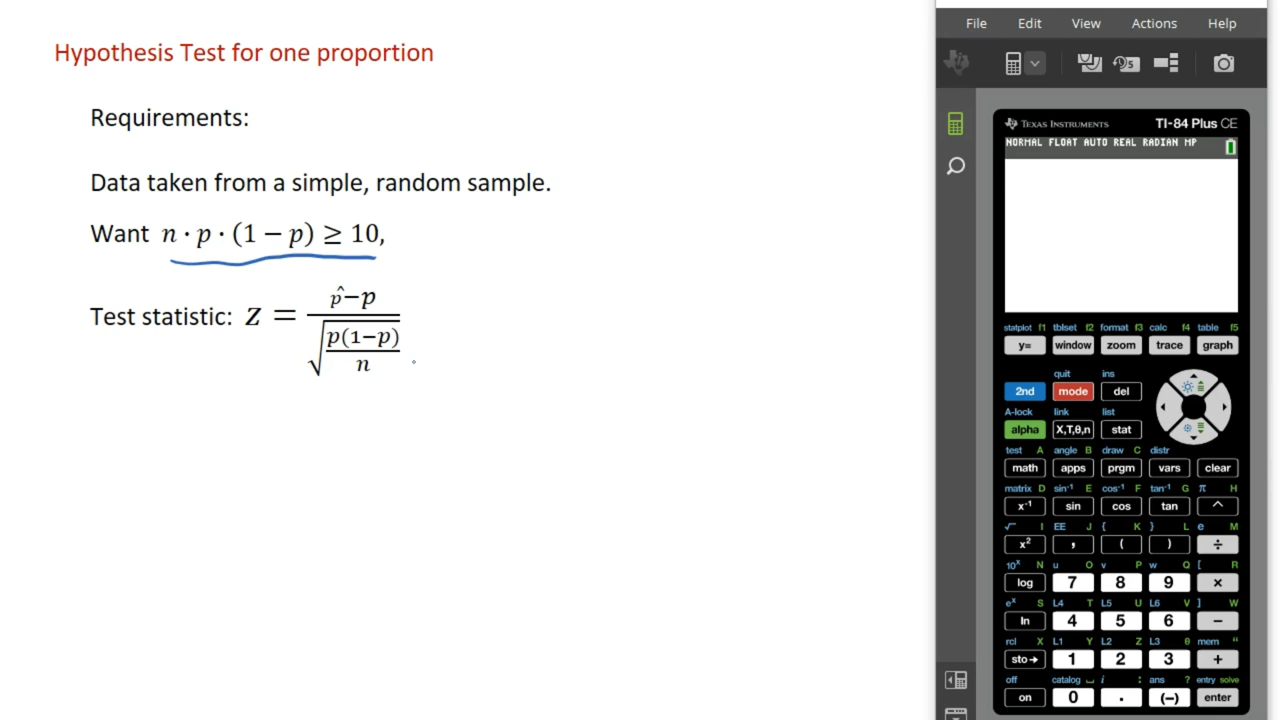 Hypothesis Test for one proportion
Requirements:
Data taken from a simple, random sample.
Want n · p · (1 − p) ≥ 10,
Test statistic: Z = (p̂−p) / √(p(1−p)/n)
File Edit View Actions Help
TEXAS INSTRUMENTS TI-84 Plus CE
NORMAL FLOAT AUTO REAL RADIAN MP
statplot f1 tblset f2 format f3 calc f4 table f5
y= window zoom trace graph
quit ins
2nd mode del
A-lock link list
alpha X,T,θ,n stat
test A angle B draw C distr
math apps prgm vars clear
matrix D sin⁻¹ E cos⁻¹ F tan⁻¹ G π H
x⁻¹ sin cos tan ^
√ I EE J { K } L e M
x² , ( ) ÷
10ˣ N u O v P w Q [ R
log 7 8 9 ×
eˣ S L4 T L5 U L6 V ] W
ln 4 5 6 −
rcl X L1 Y L2 Z L3 θ mem "
sto→ 1 2 3 +
off catalog ⎵ i : ans ? entry solve
on 0 . (−) enter